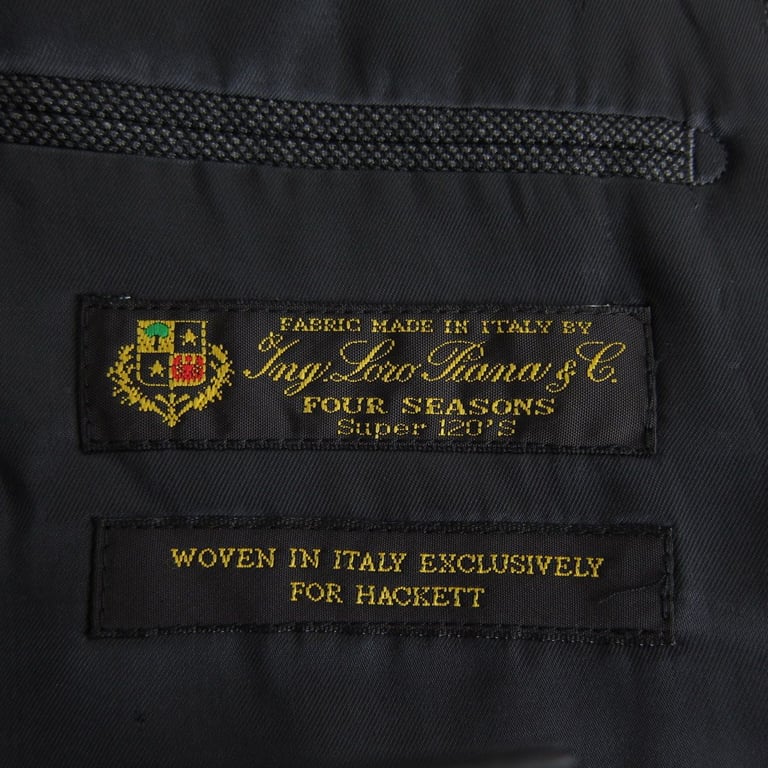 FABRIC MADE IN ITALY BY
Ing. Loro Piana & C.
FOUR SEASONS
Super 120'S
WOVEN IN ITALY EXCLUSIVELY
FOR HACKETT